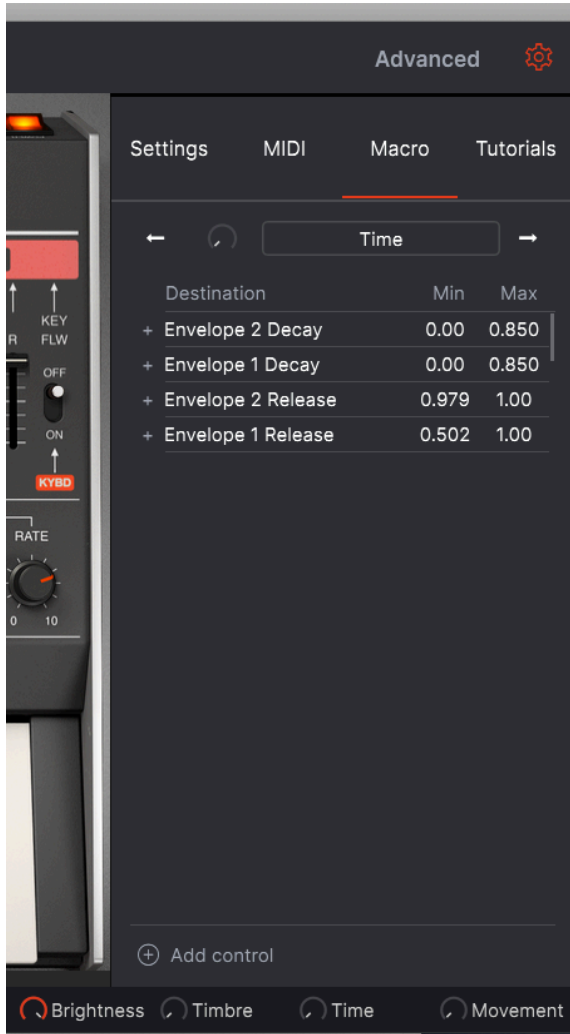 Advanced
Settings MIDI Macro Tutorials
Time
Destination Min Max
+ Envelope 2 Decay 0.00 0.850
+ Envelope 1 Decay 0.00 0.850
+ Envelope 2 Release 0.979 1.00
+ Envelope 1 Release 0.502 1.00
KEY
R FLW
OFF
ON
KYBD
RATE
0 10
Add control
Brightness Timbre Time Movement